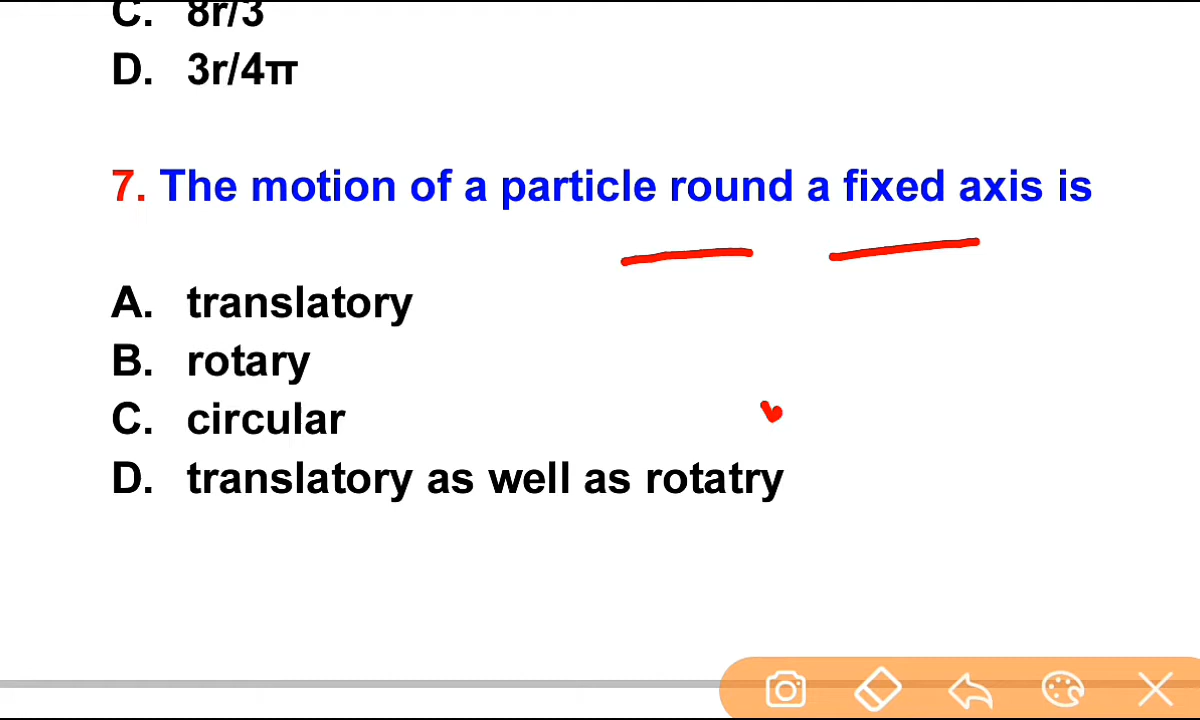 C. 8r/3
D. 3r/4π
7. The motion of a particle round a fixed axis is
A. translatory
B. rotary
C. circular
D. translatory as well as rotatry